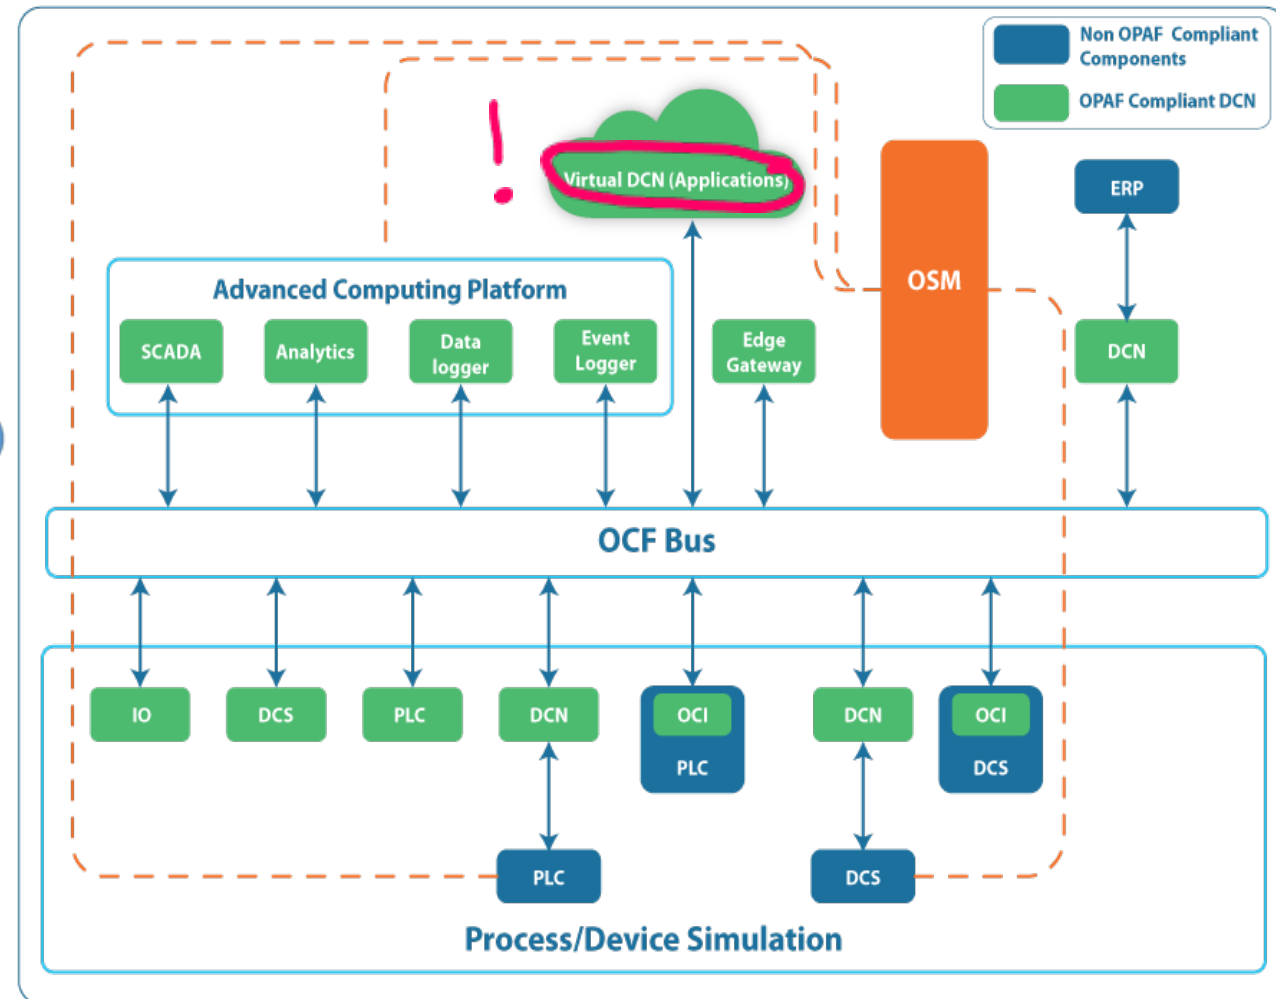 Non OPAF Compliant
Components
OPAF Compliant DCN
!
Virtual DCN (Applications)
ERP
OSM
Advanced Computing Platform
SCADA
Analytics
Data
logger
Event
Logger
Edge
Gateway
DCN
OCF Bus
IO
DCS
PLC
DCN
OCI
PLC
DCN
OCI
DCS
PLC
DCS
Process/Device Simulation